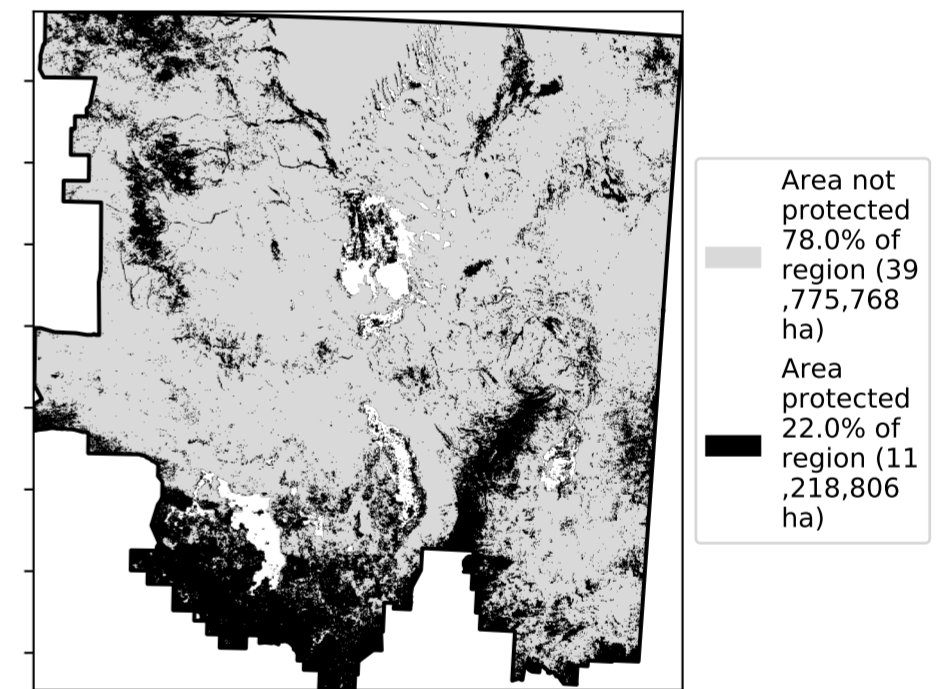 Area not
protected
78.0% of
region (39
,775,768
ha)
Area
protected
22.0% of
region (11
,218,806
ha)